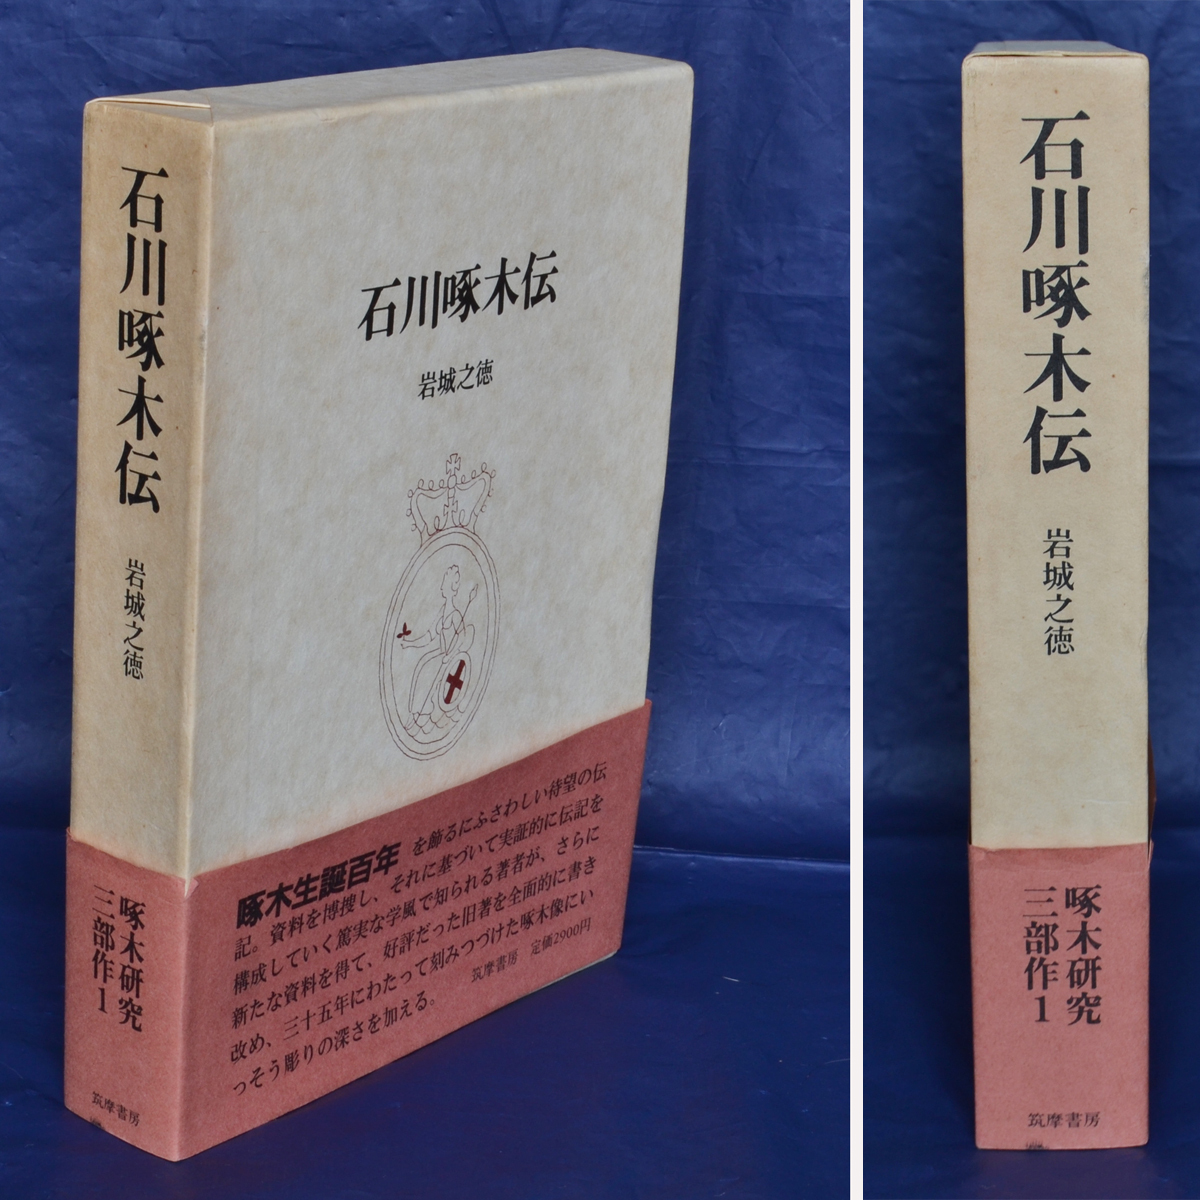 石川啄木伝
岩城之徳
啄木研究
三部作1
筑摩書房
石川啄木伝
岩城之徳
啄木生誕百年を飾るにふさわしい待望の伝
記。資料を博捜し、それに基づいて実証的に伝記を
構成していく篤実な学風で知られる著者が、さらに
新たな資料を得て、好評だった旧著を全面的に書き
改め、三十五年にわたって刻みつづけた啄木像にい
っそう彫りの深さを加える。
筑摩書房 定価2900円
石川啄木伝
岩城之徳
啄木研究
三部作1
筑摩書房